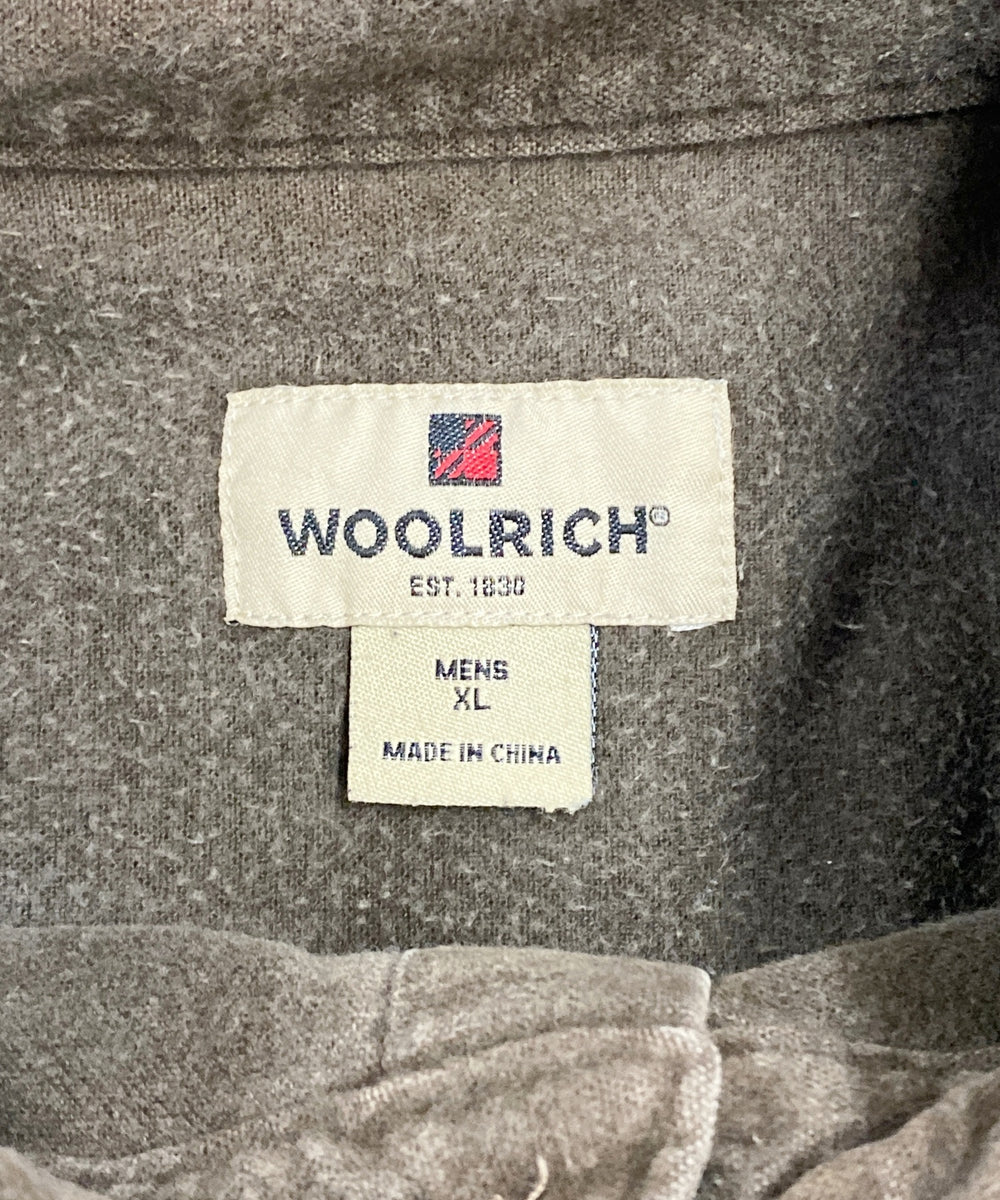 WOOLRICH®
EST. 1830
MENS
XL
MADE IN CHINA